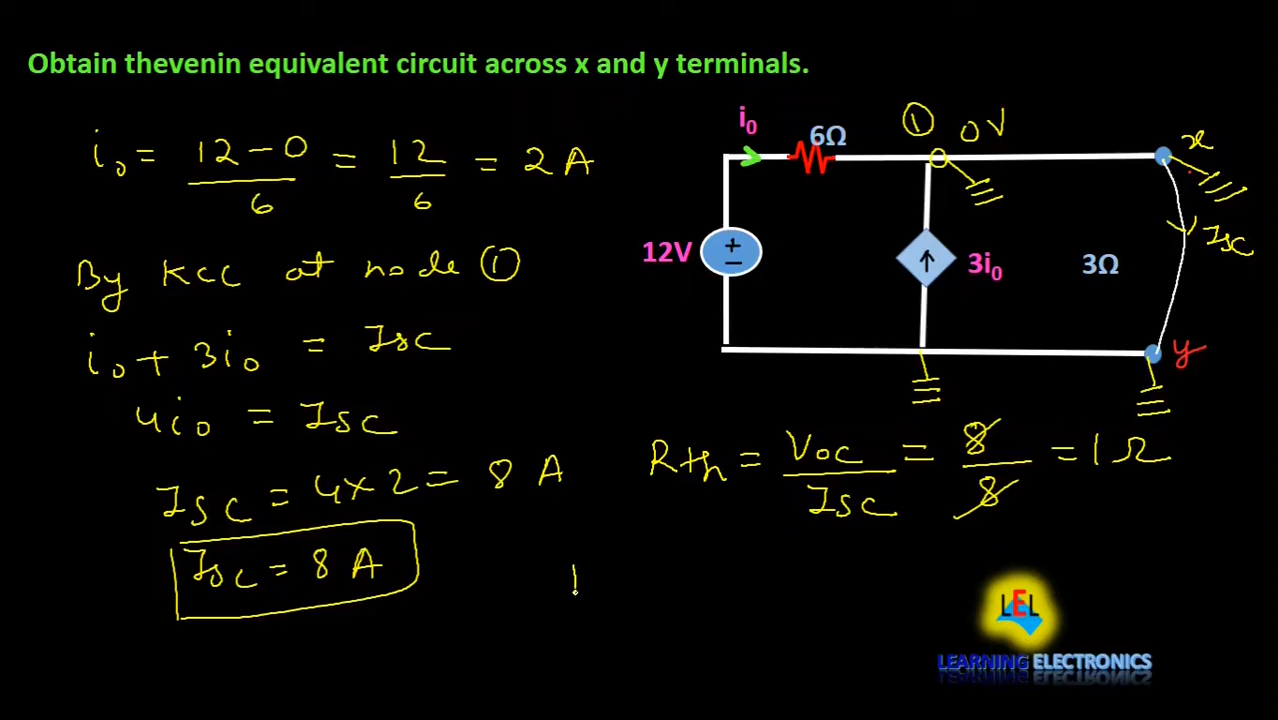 Obtain thevenin equivalent circuit across x and y terminals.
i₀ = 12 − 0 / 6 = 12 / 6 = 2 A
By KCL at node ①
i₀ + 3i₀ = Isc
4i₀ = Isc
Isc = 4 × 2 = 8 A
Isc = 8 A
i₀
6Ω
① 0V
x
12V
+
−
3i₀
3Ω
Isc
y
Rth = Voc / Isc = 8 / 8 = 1 Ω
LEL
LEARNING ELECTRONICS